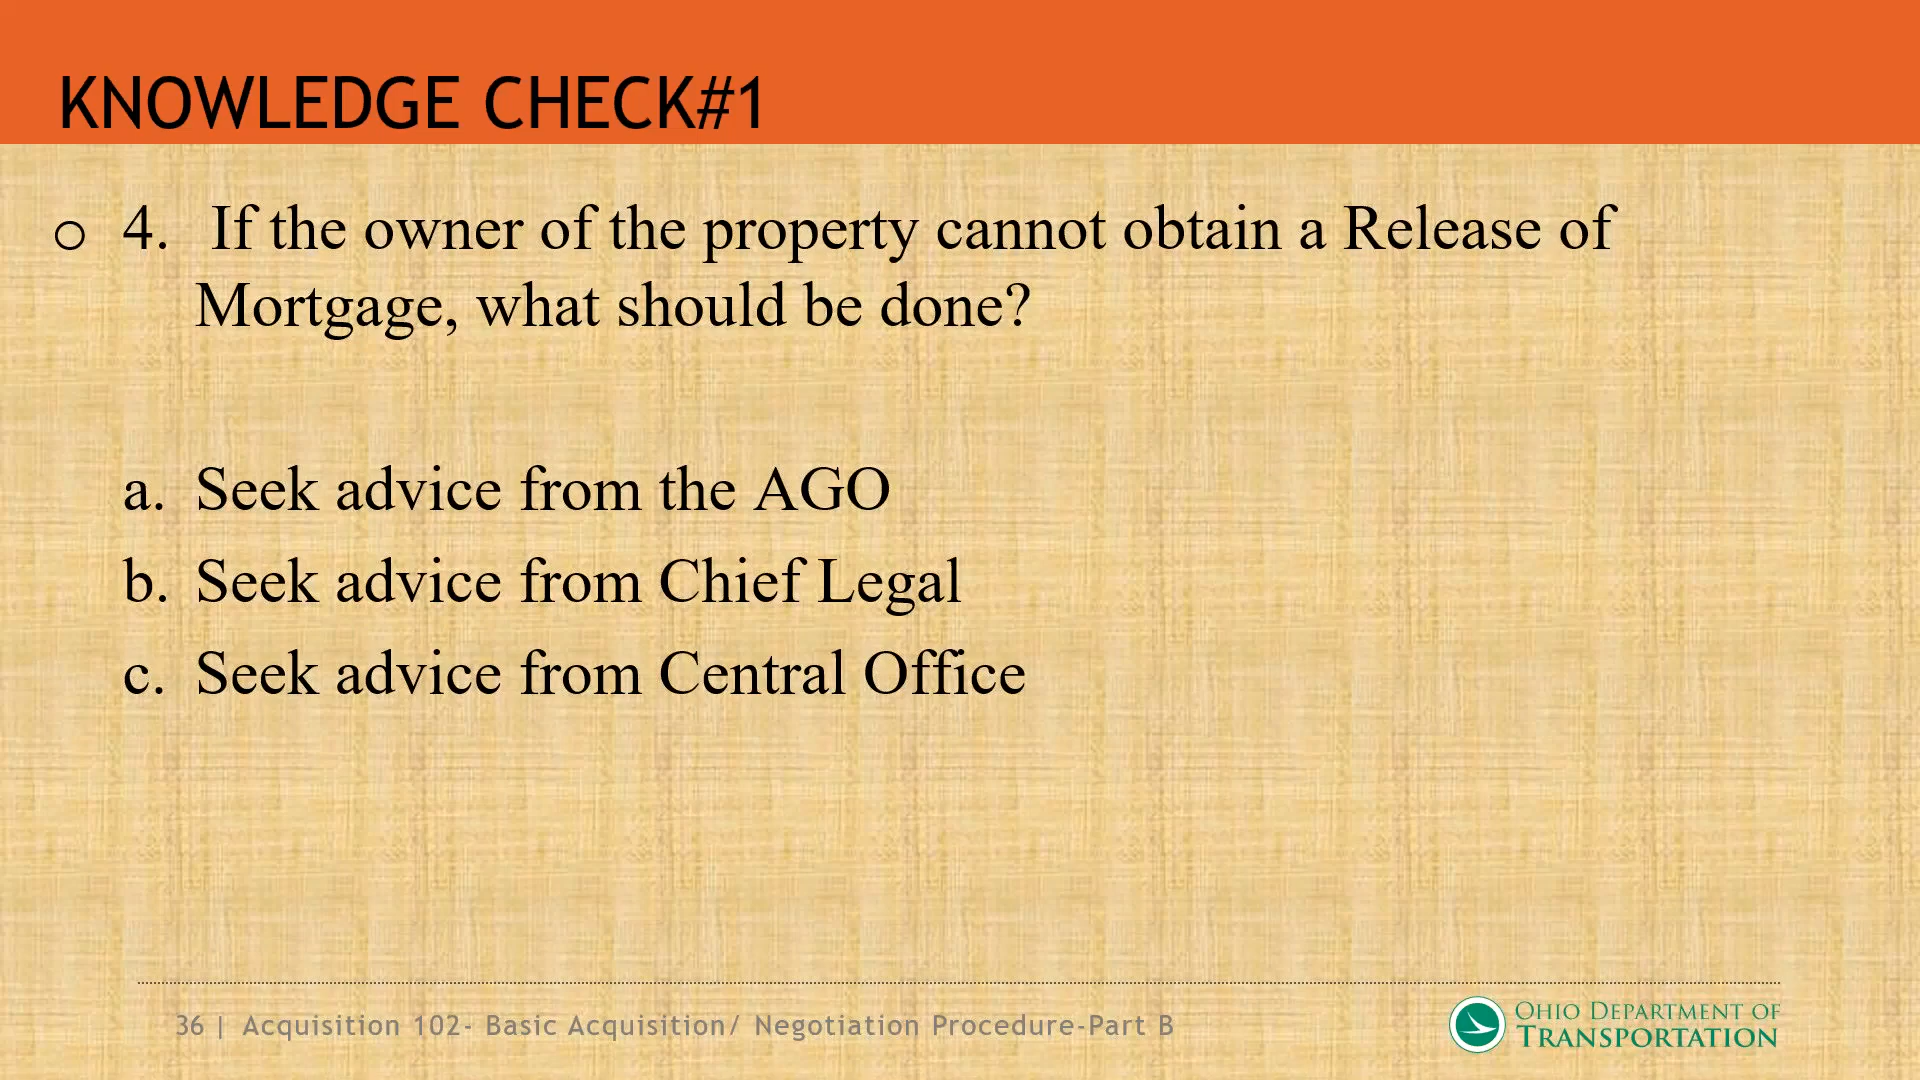 KNOWLEDGE CHECK#1
o 4. If the owner of the property cannot obtain a Release of
Mortgage, what should be done?
a. Seek advice from the AGO
b. Seek advice from Chief Legal
c. Seek advice from Central Office
36 | Acquisition 102- Basic Acquisition/ Negotiation Procedure-Part B
OHIO DEPARTMENT OF
TRANSPORTATION